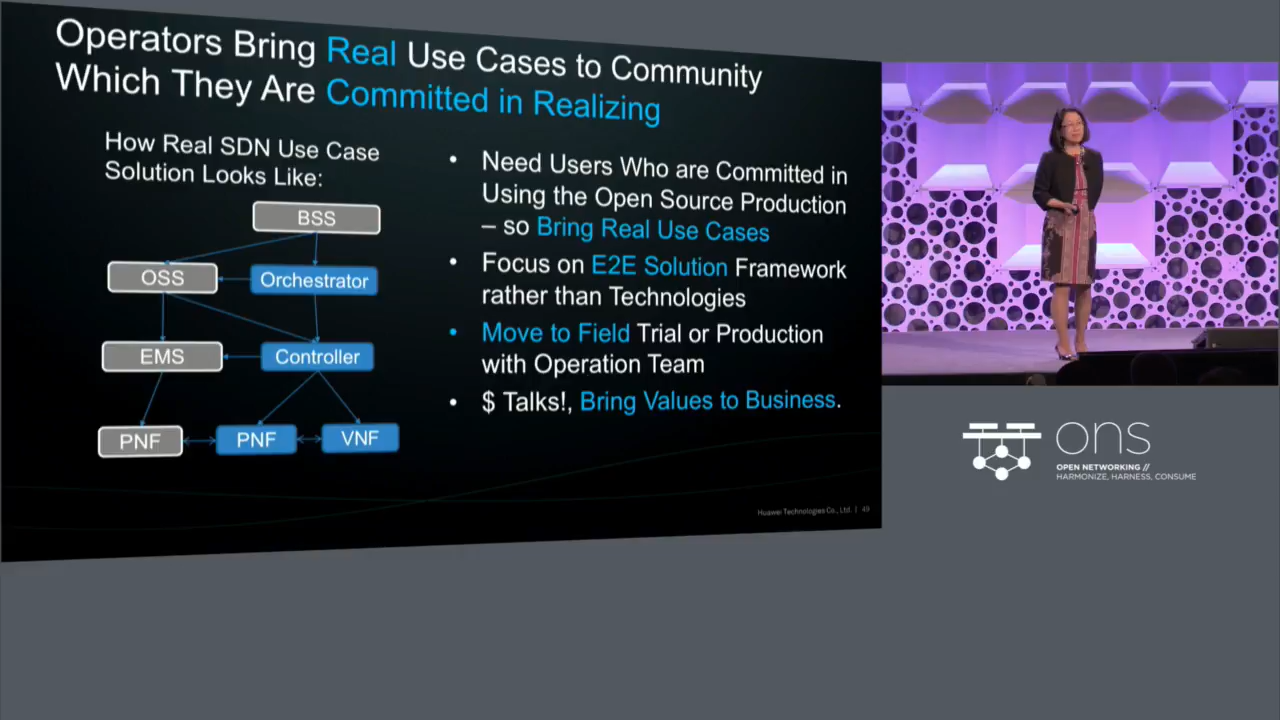 Operators Bring Real Use Cases to Community
Which They Are Committed in Realizing
How Real SDN Use Case
Solution Looks Like:
BSS
OSS
Orchestrator
EMS
Controller
PNF
PNF
VNF
• Need Users Who are Committed in
Using the Open Source Production
– so Bring Real Use Cases
• Focus on E2E Solution Framework
rather than Technologies
• Move to Field Trial or Production
with Operation Team
• $ Talks!, Bring Values to Business.
Huawei Technologies Co., Ltd. | 49
ons
OPEN NETWORKING //
HARMONIZE, HARNESS, CONSUME